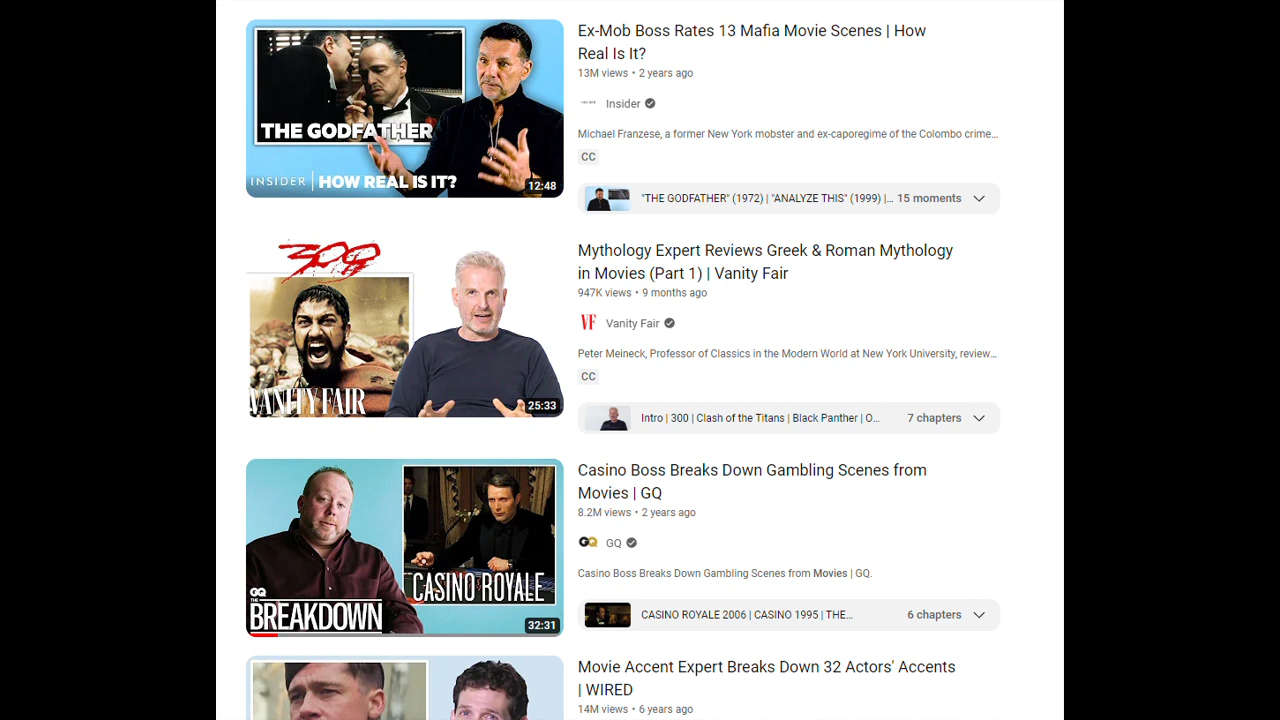 THE GODFATHER
INSIDER | HOW REAL IS IT?
12:48
Ex-Mob Boss Rates 13 Mafia Movie Scenes | How
Real Is It?
13M views • 2 years ago
Insider
Michael Franzese, a former New York mobster and ex-caporegime of the Colombo crime...
CC
"THE GODFATHER" (1972) | "ANALYZE THIS" (1999) |... 15 moments
300
VANITY FAIR
25:33
Mythology Expert Reviews Greek & Roman Mythology
in Movies (Part 1) | Vanity Fair
947K views • 9 months ago
VF Vanity Fair
Peter Meineck, Professor of Classics in the Modern World at New York University, review...
CC
Intro | 300 | Clash of the Titans | Black Panther | O... 7 chapters
CASINO ROYALE
GQ
THE
BREAKDOWN
32:31
Casino Boss Breaks Down Gambling Scenes from
Movies | GQ
8.2M views • 2 years ago
GQ GQ
Casino Boss Breaks Down Gambling Scenes from Movies | GQ.
CASINO ROYALE 2006 | CASINO 1995 | THE... 6 chapters
Movie Accent Expert Breaks Down 32 Actors' Accents
| WIRED
14M views • 6 years ago